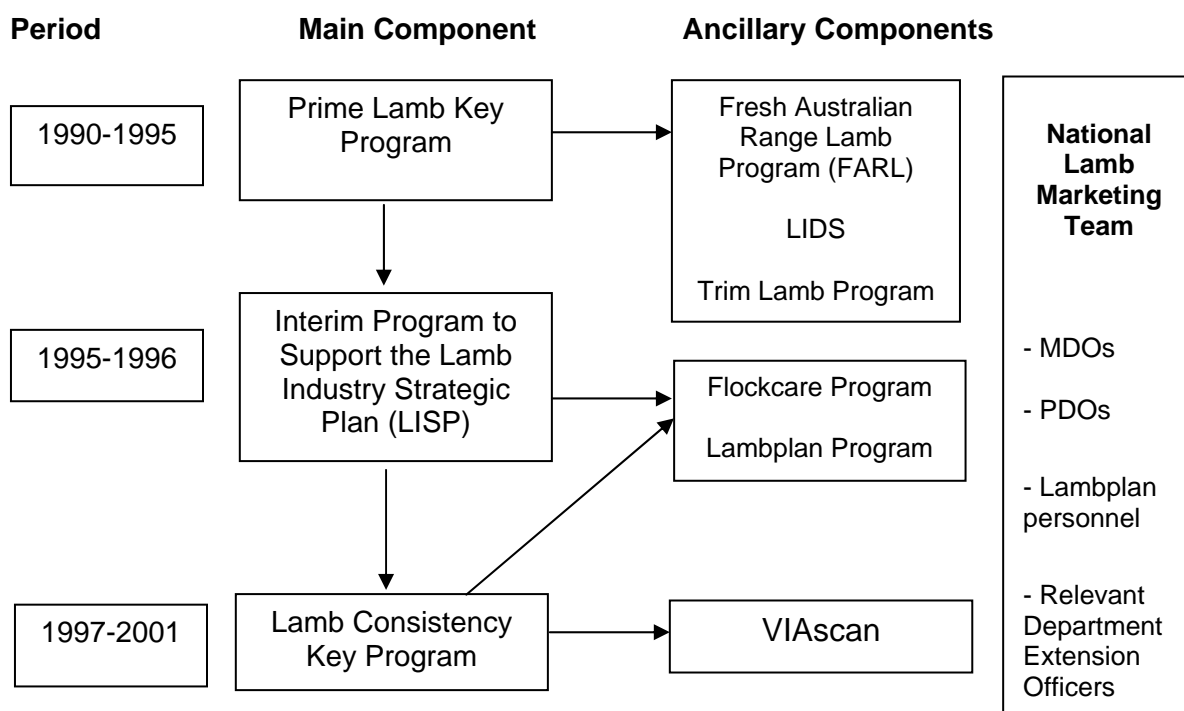 Period Main Component Ancillary Components
1990-1995
Prime Lamb Key
Program
Fresh Australian
Range Lamb
Program (FARL)
LIDS
Trim Lamb Program
1995-1996
Interim Program to
Support the Lamb
Industry Strategic
Plan (LISP)
Flockcare Program
Lambplan Program
1997-2001
Lamb Consistency
Key Program
VIAscan
National
Lamb
Marketing
Team
- MDOs
- PDOs
- Lambplan
personnel
- Relevant
Department
Extension
Officers